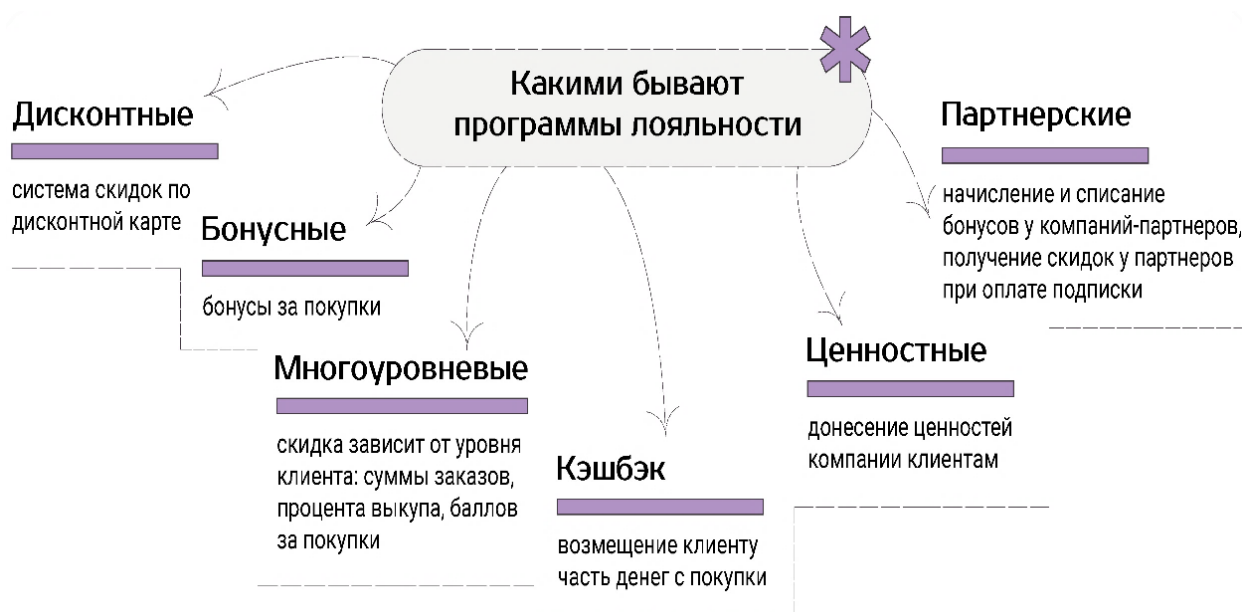 Какими бывают
программы лояльности
Дисконтные
система скидок по
дисконтной карте
Бонусные
бонусы за покупки
Многоуровневые
скидка зависит от уровня
клиента: суммы заказов,
процента выкупа, баллов
за покупки
Кэшбэк
возмещение клиенту
часть денег с покупки
Ценностные
донесение ценностей
компании клиентам
Партнерские
начисление и списание
бонусов у компаний-партнеров,
получение скидок у партнеров
при оплате подписки